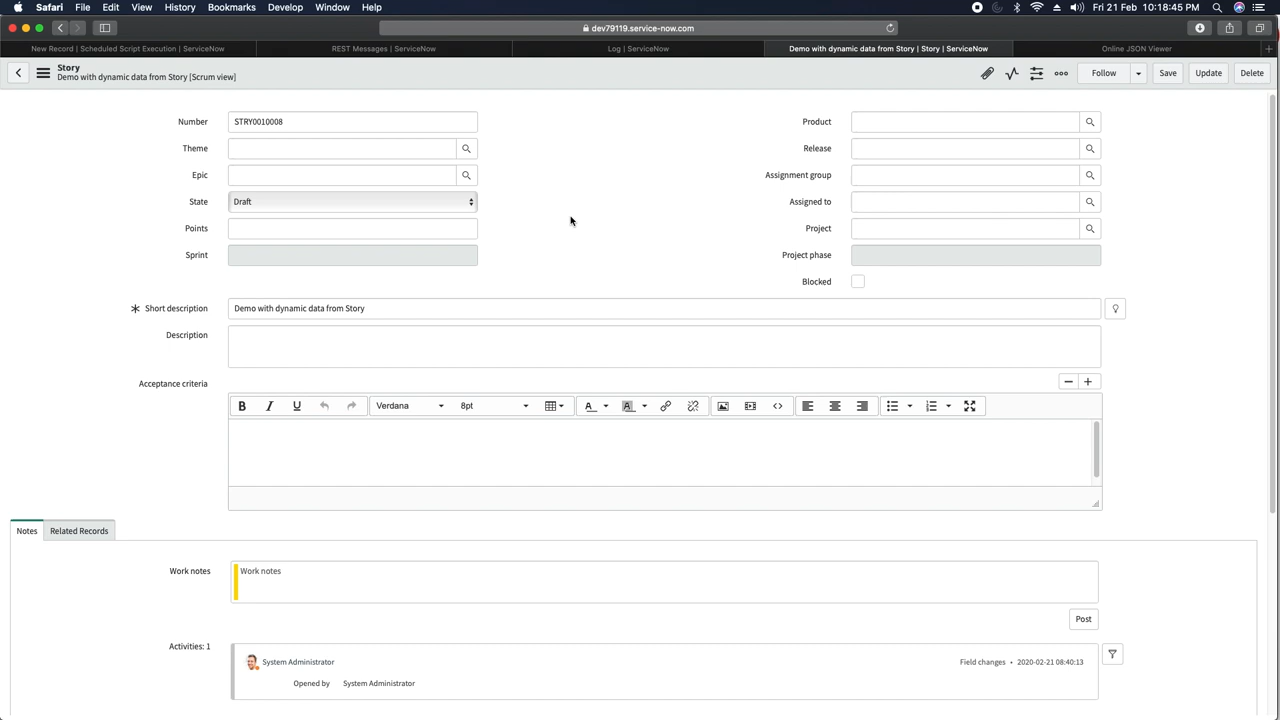 Safari File Edit View History Bookmarks Develop Window Help Fri 21 Feb 10:18:45 PM
dev79119.service-now.com
New Record | Scheduled Script Execution | ServiceNow REST Messages | ServiceNow Log | ServiceNow Demo with dynamic data from Story | Story | ServiceNow Online JSON Viewer
Story
Demo with dynamic data from Story [Scrum view]
Follow Save Update Delete
Number STRY0010008 Product
Theme Release
Epic Assignment group
State Draft Assigned to
Points Project
Sprint Project phase
Blocked
Short description Demo with dynamic data from Story
Description
Acceptance criteria
B I U Verdana 8pt A A
Notes Related Records
Work notes Work notes
Post
Activities: 1
System Administrator Field changes • 2020-02-21 08:40:13
Opened by System Administrator